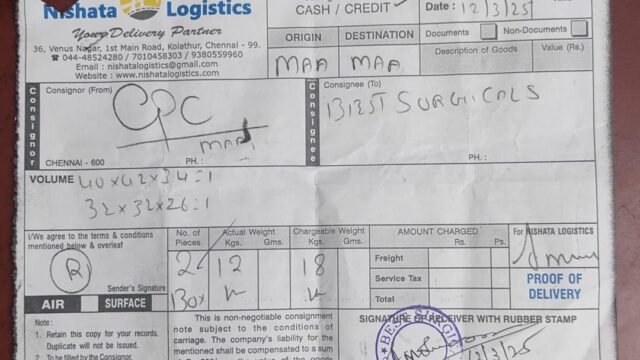 Nishata Logistics
Your Delivery Partner
36, Venus Nagar, 1st Main Road, Kolathur, Chennai - 99.
☎ 044-48524280 / 7010458303 / 9380559960
Email : nishatalogistics@gmail.com
Website : www.nishatalogistics.com
CASH / CREDIT
Date : 12/3/25
ORIGIN DESTINATION
MAA MAA
Documents Non-Documents
Description of Goods Value (Rs.)
Consignor
Consignor (From)
CPC
MAA
CHENNAI - 600 PH. :
Consignee
Consignee (To)
BEST SURGICALS
PH. :
VOLUME 40x42x34=1
32x32x26=1
I/We agree to the terms & conditions
mentioned below & overleaf
R
Sender's Signature
AIR SURFACE
No. of Pieces
2
BOX
Actual Weight
Kgs. Gms.
12
Chargeable Weight
Kgs. Gms.
18
AMOUNT CHARGED
Rs. Ps.
Freight
Service Tax
Total
For NISHATA LOGISTICS
PROOF OF
DELIVERY
SIGNATURE OF RECEIVER WITH RUBBER STAMP
BEST SURGI
12/3/25
Note :
1. Retain this copy for your records.
Duplicate will not be issued.
2. To be filled by the Consignor.
This is non-negotiable consignment
note subject to the conditions of
carriage. The company's liability for
the mentioned shall be compensated to a sum